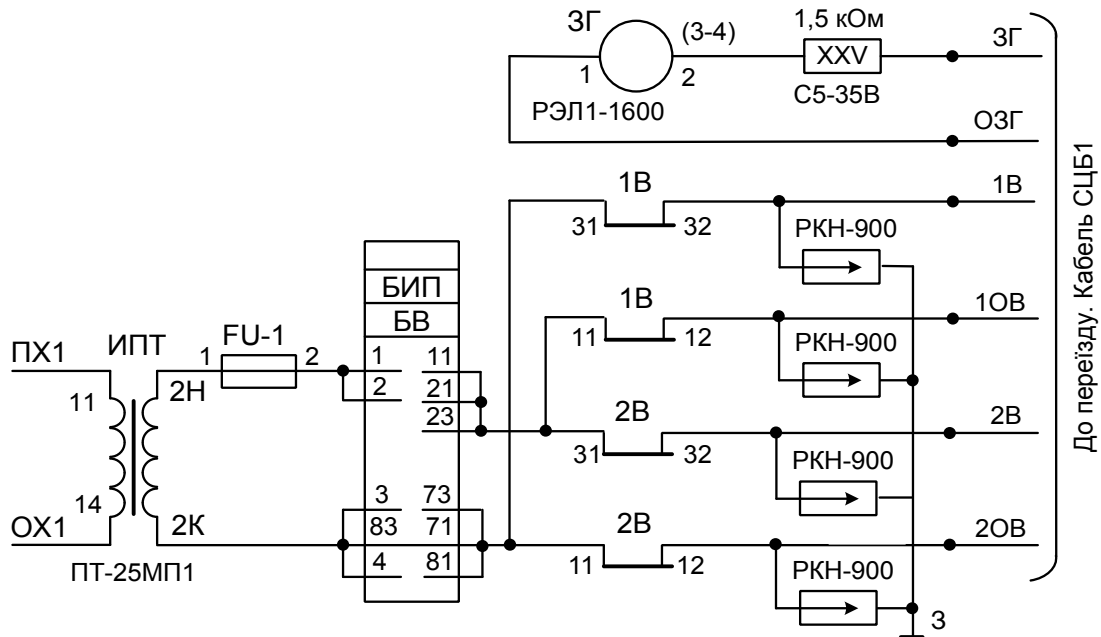 ЗГ
(3-4)
1,5 кОм
ЗГ
1
2
XXV
РЭЛ1-1600
С5-35В
ОЗГ
1В
1В
31
32
РКН-900
БИП
БВ
1В
1ОВ
11
12
РКН-900
ПХ1
ИПТ
1
FU-1
2
1
11
2
21
23
11
2Н
2В
2В
31
32
РКН-900
14
3
73
83
71
4
81
ОХ1
2К
2В
2ОВ
11
12
РКН-900
ПТ-25МП1
З
До переїзду. Кабель СЦБ1